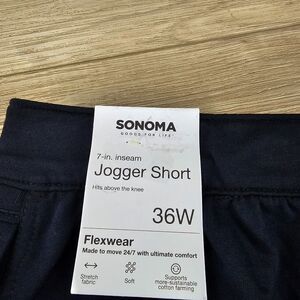 SONOMA
GOODS FOR LIFE
7-in. inseam
Jogger Short
Hits above the knee
36W
Flexwear
Made to move 24/7 with ultimate comfort
Stretch fabric
Soft
Supports more-sustainable cotton farming